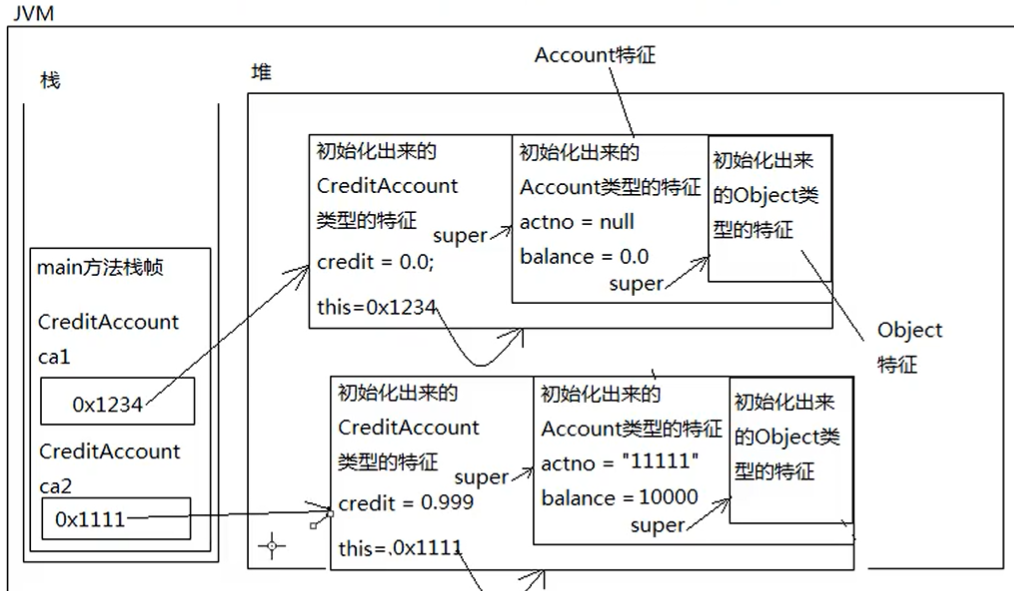 JVM
栈
堆
Account特征
初始化出来的
CreditAccount
类型的特征
super
credit = 0.0;
this=0x1234
初始化出来的
Account类型的特征
actno = null
balance = 0.0
super
初始化出来
的Object类
型的特征
Object
特征
main方法栈帧
CreditAccount
ca1
0x1234
CreditAccount
ca2
0x1111
初始化出来的
CreditAccount
类型的特征
super
credit = 0.999
this=.0x1111
初始化出来的
Account类型的特征
actno = "11111"
balance = 10000
super
初始化出来
的Object类
型的特征